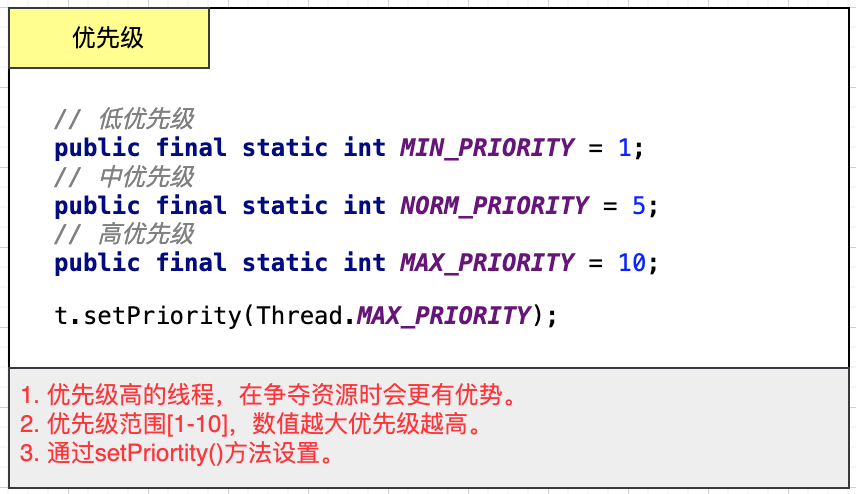 优先级
// 低优先级
public final static int MIN_PRIORITY = 1;
// 中优先级
public final static int NORM_PRIORITY = 5;
// 高优先级
public final static int MAX_PRIORITY = 10;
t.setPriority(Thread.MAX_PRIORITY);
1. 优先级高的线程，在争夺资源时会更有优势。
2. 优先级范围[1-10]，数值越大优先级越高。
3. 通过setPriortity()方法设置。